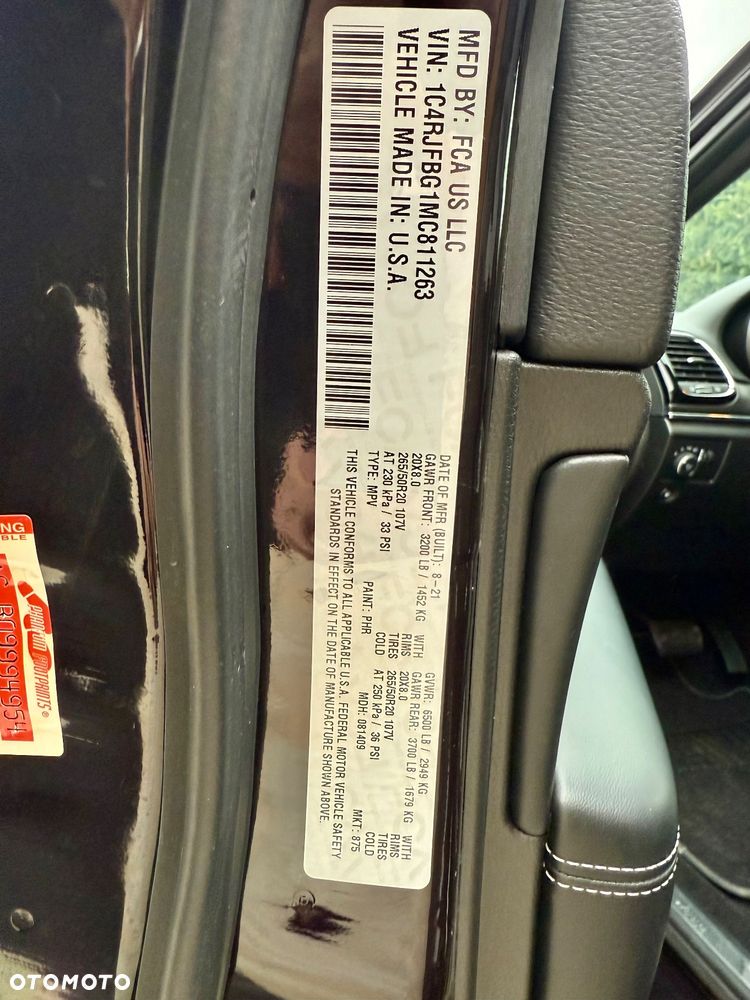 MFD BY: FCA US LLC
VIN: 1C4RJFBG1MC811263
VEHICLE MADE IN: U.S.A.
DATE OF MFR (BUILT): 8-21 GVWR: 6500 LB / 2949 KG
GAWR FRONT: 3200 LB / 1452 KG WITH GAWR REAR: 3700 LB / 1679 KG WITH
20X8.0 RIMS 20X8.0 RIMS
265/50R20 107V TIRES 265/50R20 107V TIRES
AT 230 kPa / 33 PSI COLD AT 250 kPa / 36 PSI COLD
TYPE: MPV PAINT: PHR MDH: 081409 MKT: 875
THIS VEHICLE CONFORMS TO ALL APPLICABLE U.S.A. FEDERAL MOTOR VEHICLE SAFETY
STANDARDS IN EFFECT ON THE DATE OF MANUFACTURE SHOWN ABOVE.
PHANTOM FOOTPRINTS®
OTOMOTO